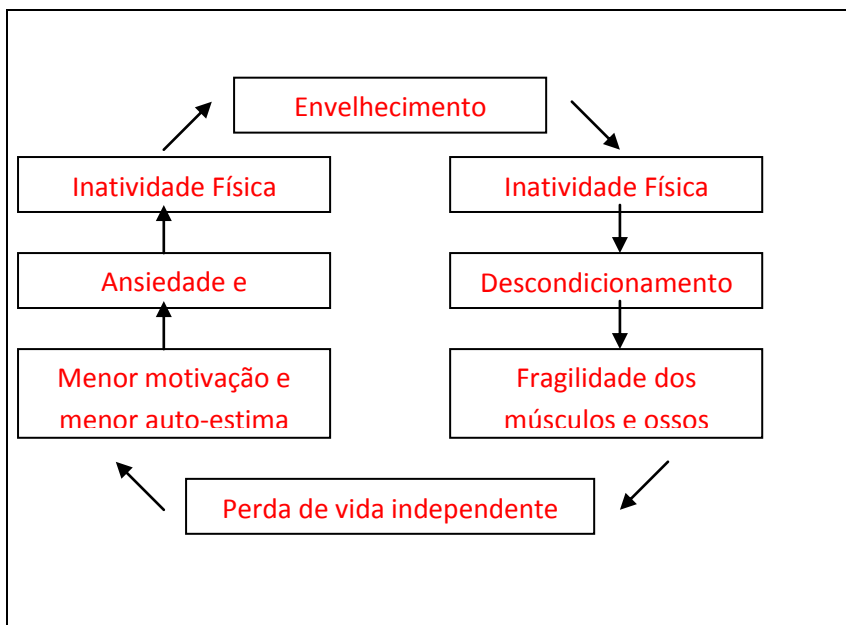 Envelhecimento
Inatividade Física
Inatividade Física
Ansiedade e
Descondicionamento
Menor motivação e
menor auto-estima
Fragilidade dos
músculos e ossos
Perda de vida independente